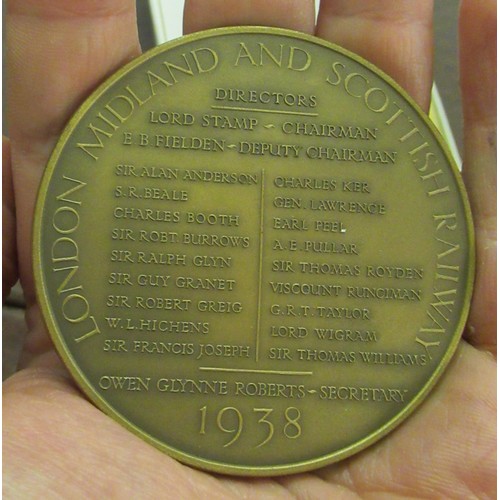 LONDON MIDLAND AND SCOTTISH RAILWAY
DIRECTORS
LORD STAMP - CHAIRMAN
E.B FIELDEN - DEPUTY CHAIRMAN
SIR ALAN ANDERSON
S.R. BEALE
CHARLES BOOTH
SIR ROBT BURROWS
SIR RALPH GLYN
SIR GUY GRANET
SIR ROBERT GREIG
W.L. HICHENS
SIR FRANCIS JOSEPH
CHARLES KER
GEN. LAWRENCE
EARL PEEL
A.E. PULLAR
SIR THOMAS ROYDEN
VISCOUNT RUNCIMAN
G.R.T. TAYLOR
LORD WIGRAM
SIR THOMAS WILLIAMS
OWEN GLYNNE ROBERTS - SECRETARY
1938